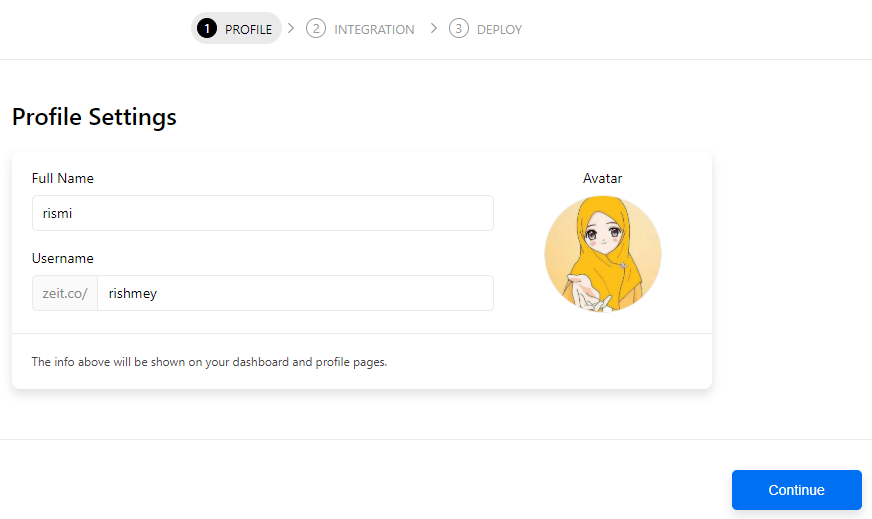 1 PROFILE > 2 INTEGRATION > 3 DEPLOY
Profile Settings
Full Name
rismi
Avatar
Username
zeit.co/ rishmey
The info above will be shown on your dashboard and profile pages.
Continue